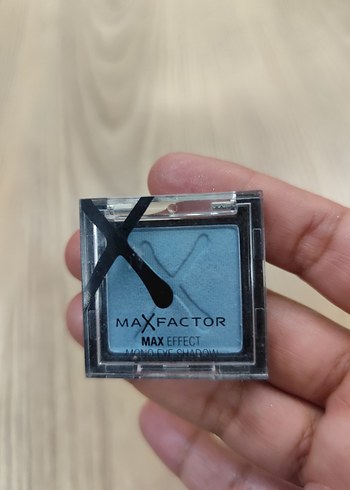 MAXFACTOR
MAX EFFECT
MONO EYE SHADOW